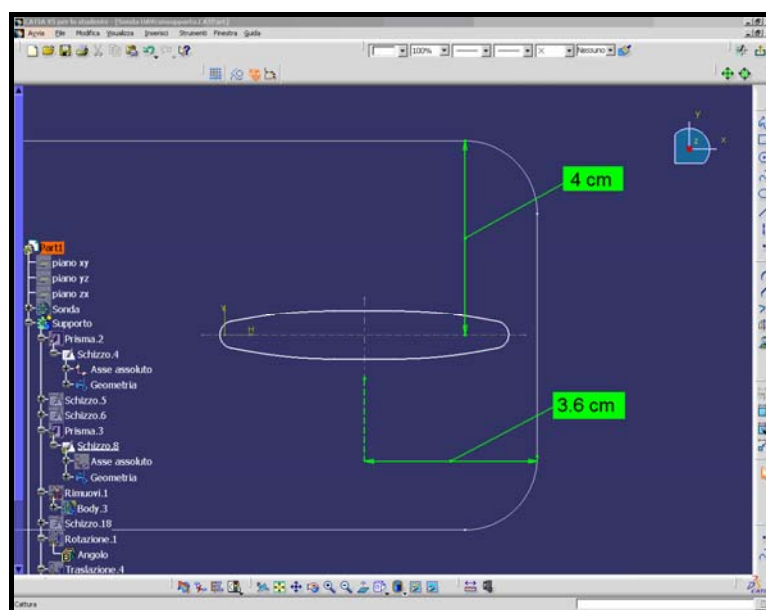 CATIA V5 per lo studente - [Sonda UAHconsupporto.CATPart]
Avvia File Modifica Visualizza Inserisci Strumenti Finestra Guida
100% Nessuno
y
x
z
4 cm
Part1
piano xy
piano yz
piano zx
Sonda
Supporto
Prisma.2
Schizzo.4
Asse assoluto
Geometria
Schizzo.5
Schizzo.6
Prisma.3
Schizzo.8
Asse assoluto
Geometria
Rimuovi.1
Body.3
Schizzo.18
Rotazione.1
Angolo
Traslazione.4
V
H
3.6 cm
CATIA
Cattura